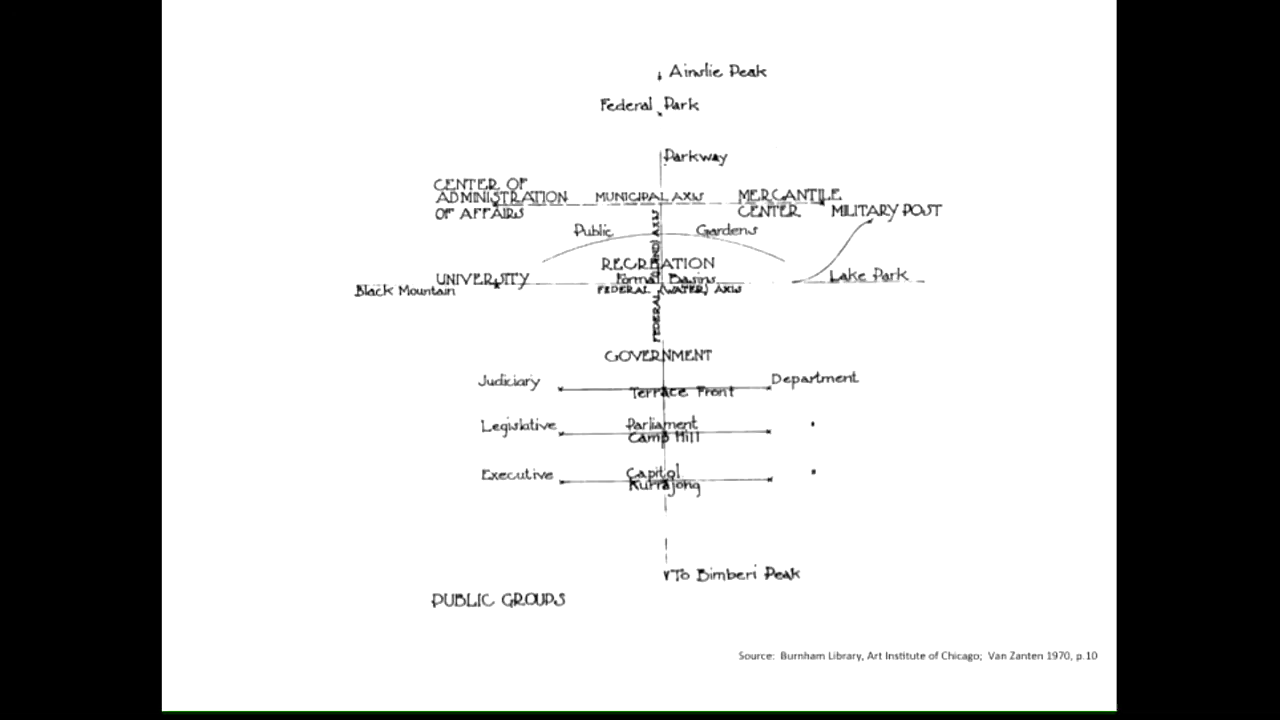 Ainslie Peak
Federal Park
Parkway
CENTER OF
ADMINISTRATION
OF AFFAIRS
MUNICIPAL AXIS
MERCANTILE
CENTER
MILITARY POST
Public
Gardens
FEDERAL (LAND) AXIS
RECREATION
UNIVERSITY
Formal Basins
Lake Park
Black Mountain
FEDERAL (WATER) AXIS
GOVERNMENT
Judiciary
Department
Terrace Front
Legislative
Parliament
Camp Hill
Executive
Capitol
Kurrajong
To Bimberi Peak
PUBLIC GROUPS
Source: Burnham Library, Art Institute of Chicago; Van Zanten 1970, p.10